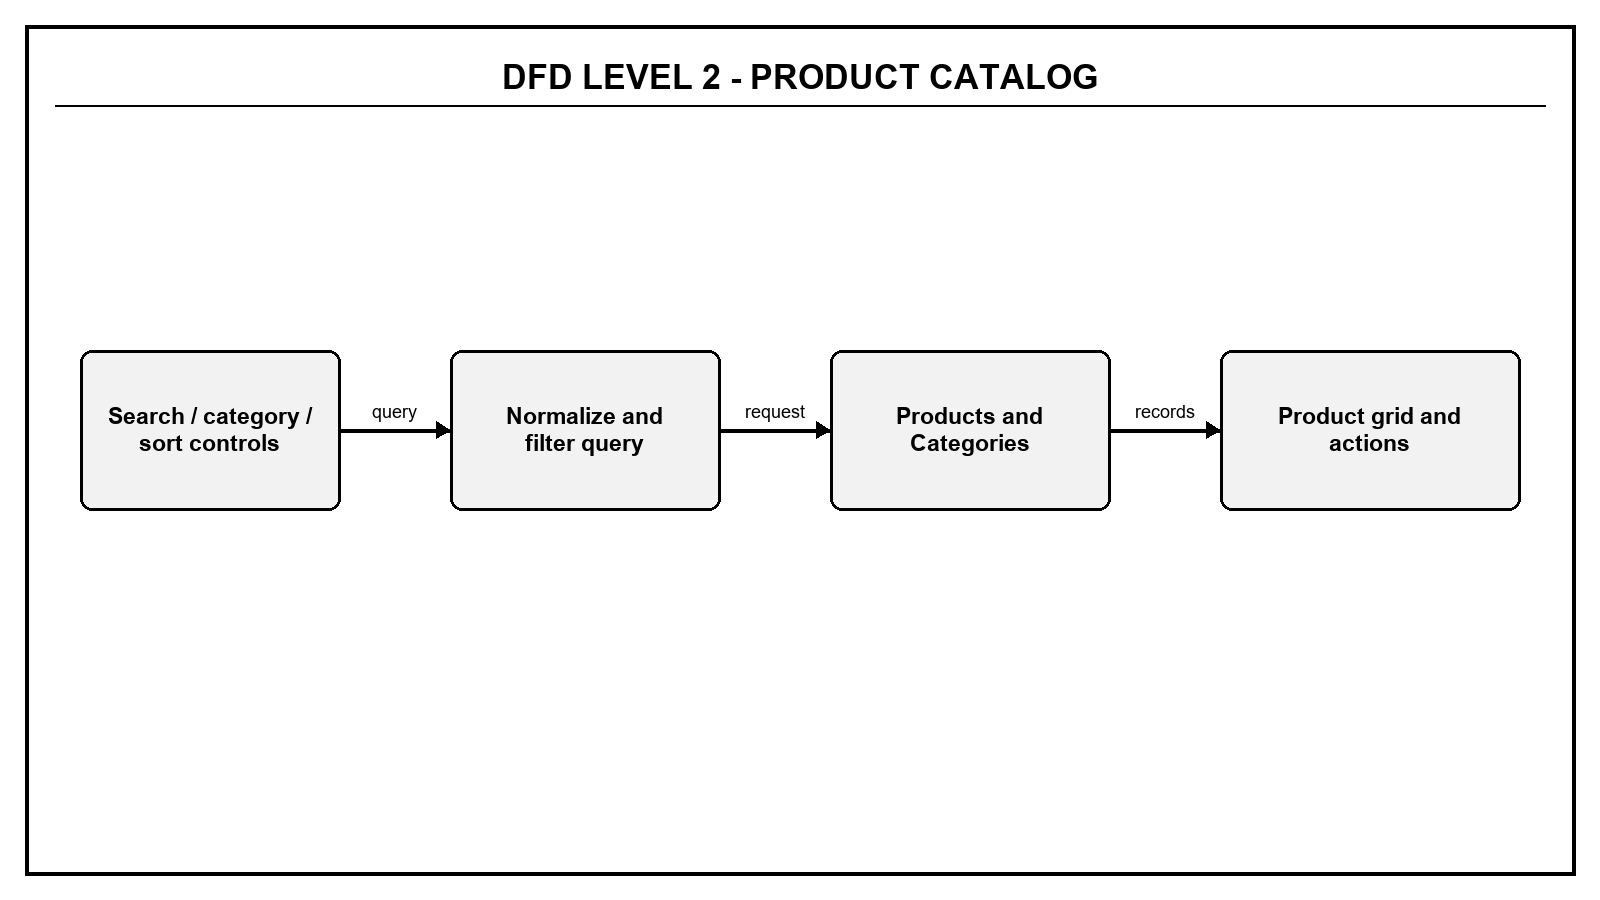 DFD LEVEL 2 - PRODUCT CATALOG
Search / category /
sort controls
query
Normalize and
filter query
request
Products and
Categories
records
Product grid and
actions